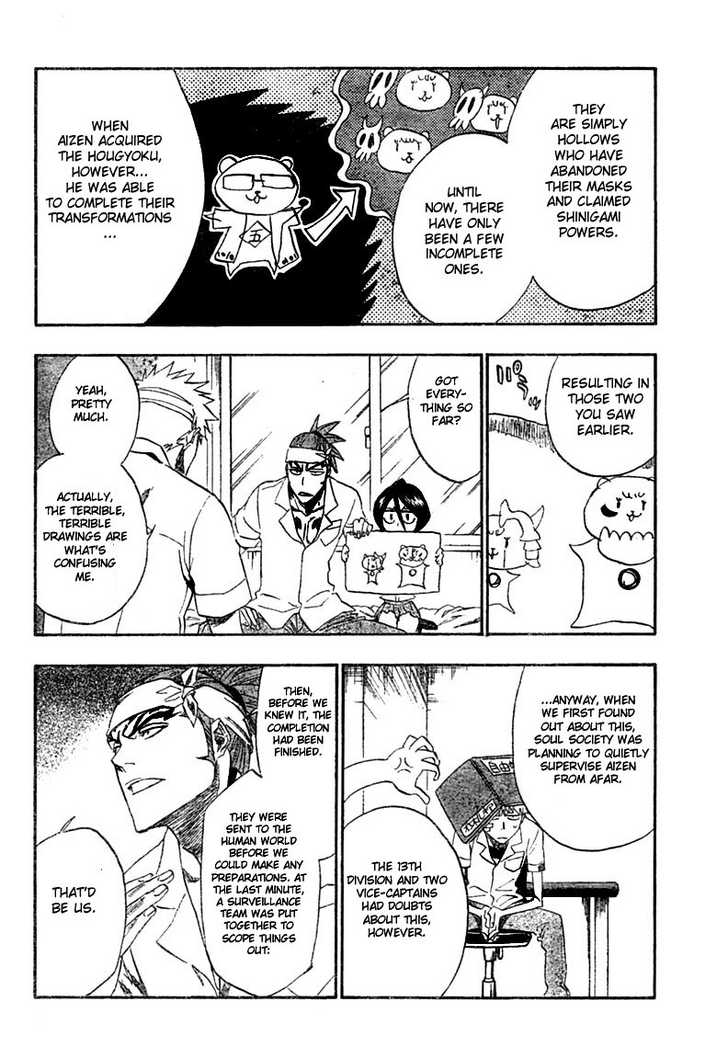 THEY
ARE SIMPLY
HOLLOWS
WHO HAVE
ABANDONED
THEIR MASKS
AND CLAIMED
SHINIGAMI
POWERS.
UNTIL
NOW, THERE
HAVE ONLY
BEEN A FEW
INCOMPLETE
ONES.
WHEN
AIZEN ACQUIRED
THE HOUGYOKU,
HOWEVER...
HE WAS ABLE
TO COMPLETE THEIR
TRANSFORMATIONS
...
五
RESULTING IN
THOSE TWO
YOU SAW
EARLIER.
GOT
EVERY-
THING SO
FAR?
YEAH,
PRETTY
MUCH.
ACTUALLY,
THE TERRIBLE,
TERRIBLE
DRAWINGS ARE
WHAT'S
CONFUSING
ME.
...ANYWAY, WHEN
WE FIRST FOUND
OUT ABOUT THIS,
SOUL SOCIETY WAS
PLANNING TO QUIETLY
SUPERVISE AIZEN
FROM AFAR.
THE 13TH
DIVISION AND TWO
VICE-CAPTAINS
HAD DOUBTS
ABOUT THIS,
HOWEVER.
THEN,
BEFORE WE
KNEW IT, THE
COMPLETION
HAD BEEN
FINISHED.
THEY WERE
SENT TO THE
HUMAN WORLD
BEFORE WE
COULD MAKE ANY
PREPARATIONS. AT
THE LAST MINUTE,
A SURVEILLANCE
TEAM WAS PUT
TOGETHER TO
SCOPE THINGS
OUT:
THAT'D
BE US.